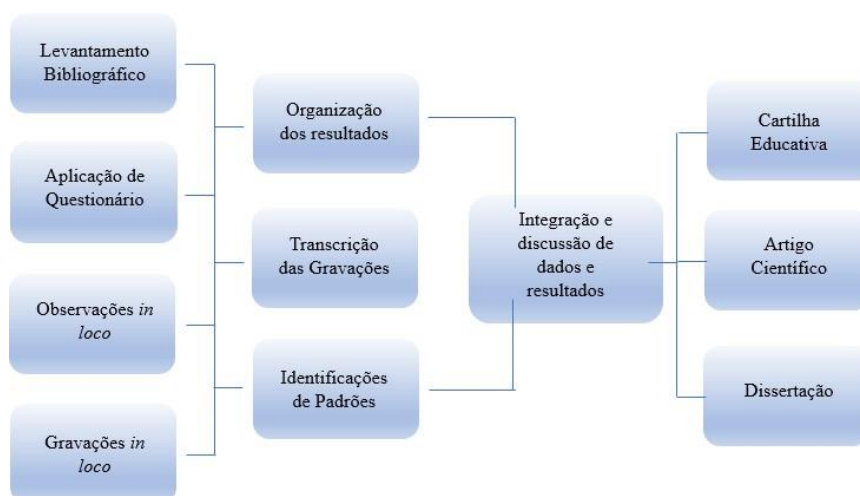 Levantamento
Bibliográfico
Aplicação de
Questionário
Observações in
loco
Gravações in
loco
Organização
dos resultados
Transcrição
das Gravações
Identificações
de Padrões
Integração e
discussão de
dados e
resultados
Cartilha
Educativa
Artigo
Científico
Dissertação